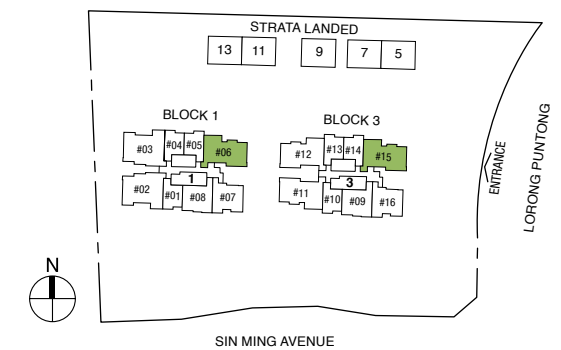 STRATA LANDED
13 11 9 7 5
BLOCK 1
BLOCK 3
#03 #04 #05 #06
#12 #13 #14 #15
1
3
#02 #01 #08 #07
#11 #10 #09 #16
ENTRANCE
LORONG PUNTONG
N
SIN MING AVENUE